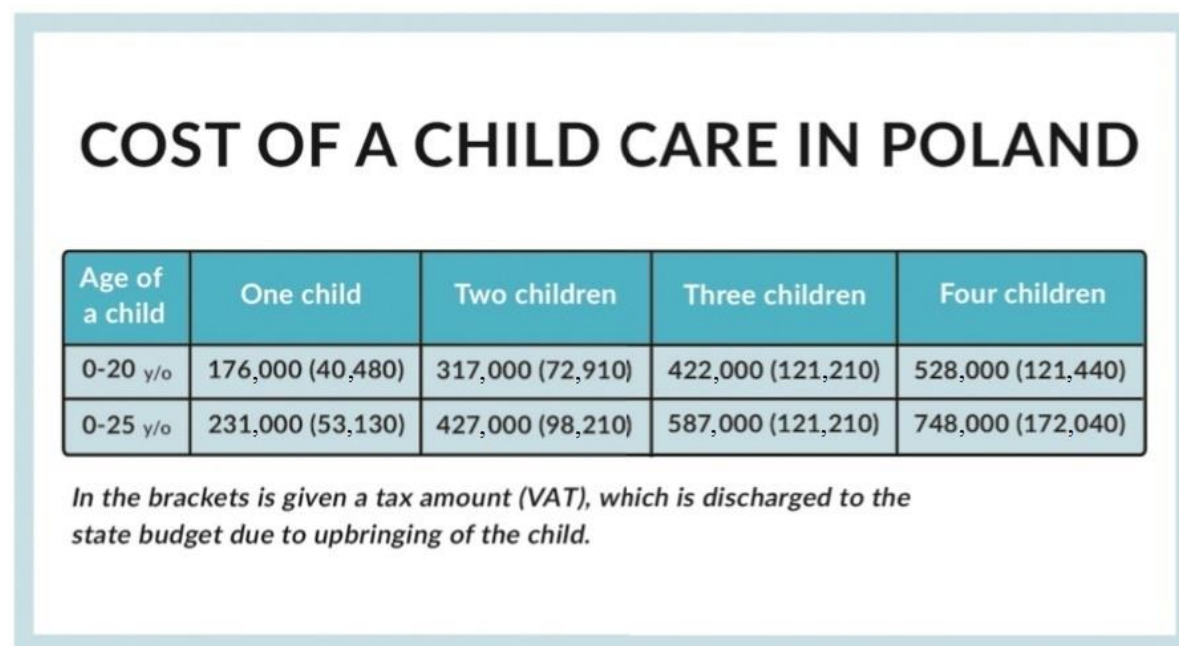 COST OF A CHILD CARE IN POLAND
Age of a child One child Two children Three children Four children
0-20 y/o 176,000 (40,480) 317,000 (72,910) 422,000 (121,210) 528,000 (121,440)
0-25 y/o 231,000 (53,130) 427,000 (98,210) 587,000 (121,210) 748,000 (172,040)
In the brackets is given a tax amount (VAT), which is discharged to the
state budget due to upbringing of the child.